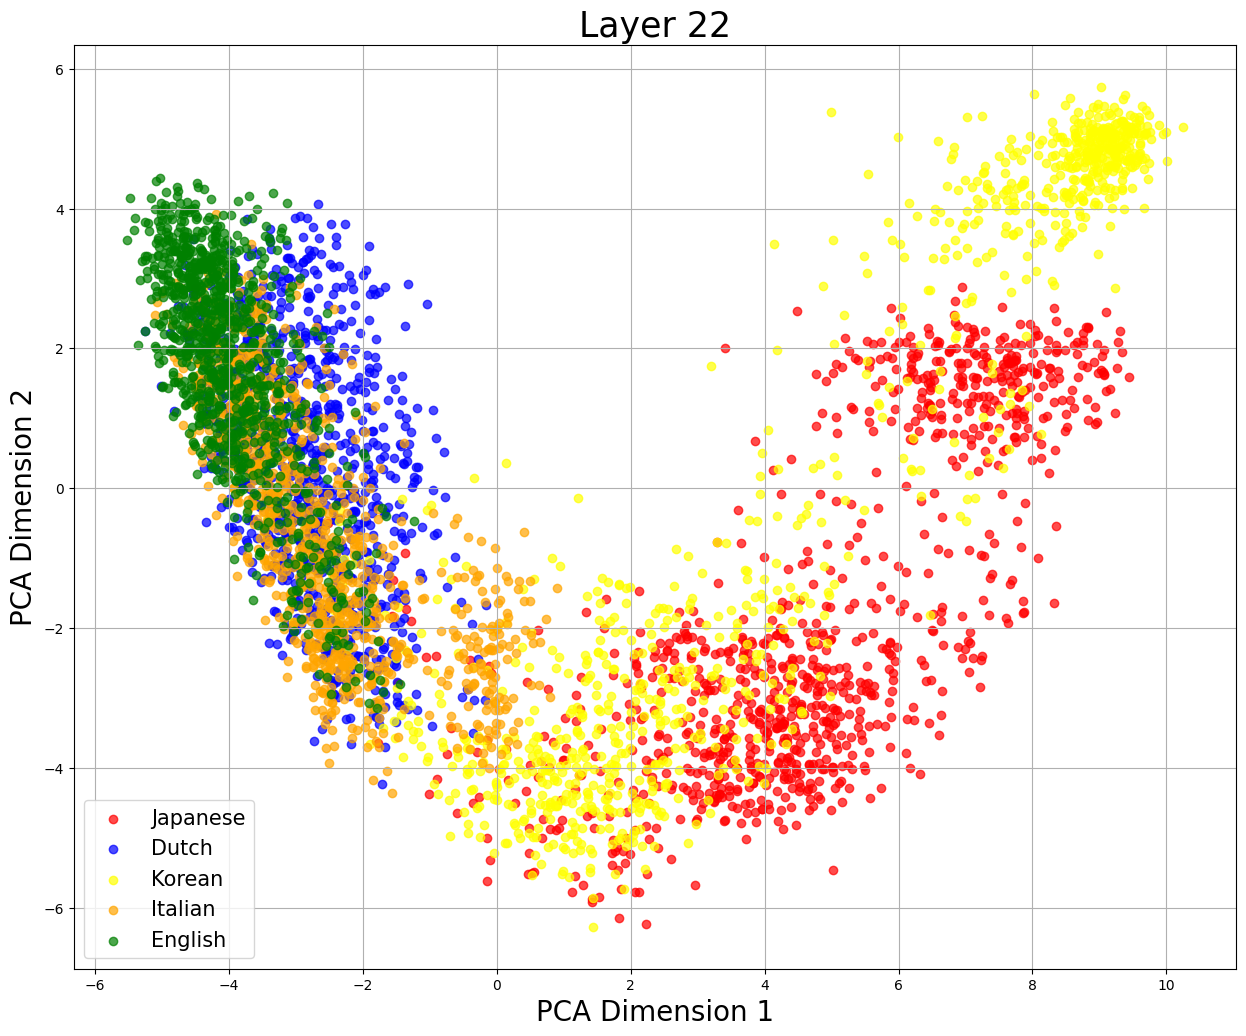 Layer 22
PCA Dimension 2
6
4
2
0
−2
−4
−6
Japanese
Dutch
Korean
Italian
English
−6 −4 −2 0 2 4 6 8 10
PCA Dimension 1